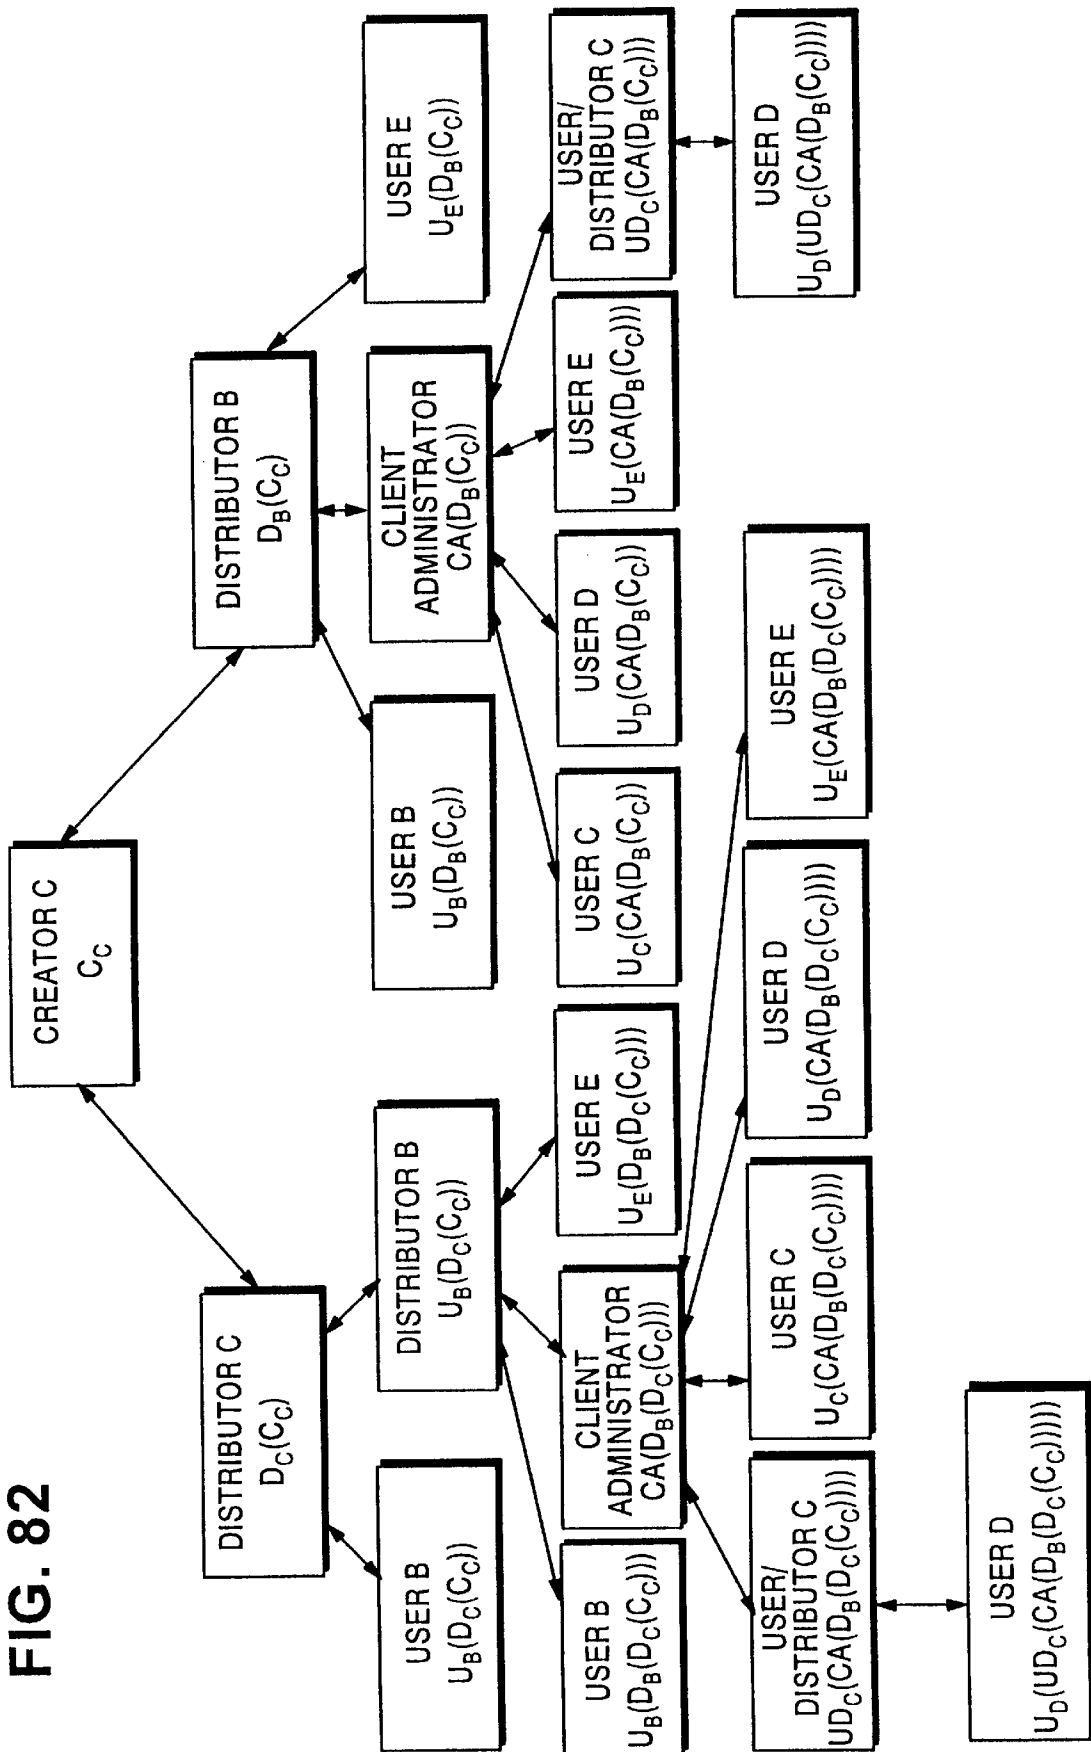 FIG. 82
CREATOR C
C_C
DISTRIBUTOR C
D_C(C_C)
DISTRIBUTOR B
D_B(C_C)
USER B
U_B(D_C(C_C))
DISTRIBUTOR B
U_B(D_C(C_C))
USER B
U_B(D_B(C_C))
CLIENT
ADMINISTRATOR
CA(D_B(C_C))
USER E
U_E(D_B(C_C))
USER B
U_B(D_B(D_C(C_C)))
CLIENT
ADMINISTRATOR
CA(D_B(D_C(C_C)))
USER E
U_E(D_B(D_C(C_C)))
USER C
U_C(CA(D_B(C_C))
USER D
U_D(CA(D_B(C_C))
USER E
U_E(CA(D_B(C_C)))
USER/
DISTRIBUTOR C
UD_C(CA(D_B(C_C)))
USER/
DISTRIBUTOR C
UD_C(CA(D_B(D_C(C_C))))
USER C
U_C(CA(D_B(D_C(C_C))))
USER D
U_D(CA(D_B(D_C(C_C))))
USER E
U_E(CA(D_B(D_C(C_C))))
USER D
U_D(UD_C(CA(D_B(C_C))))
USER D
U_D(UD_C(CA(D_B(D_C(C_C)))))